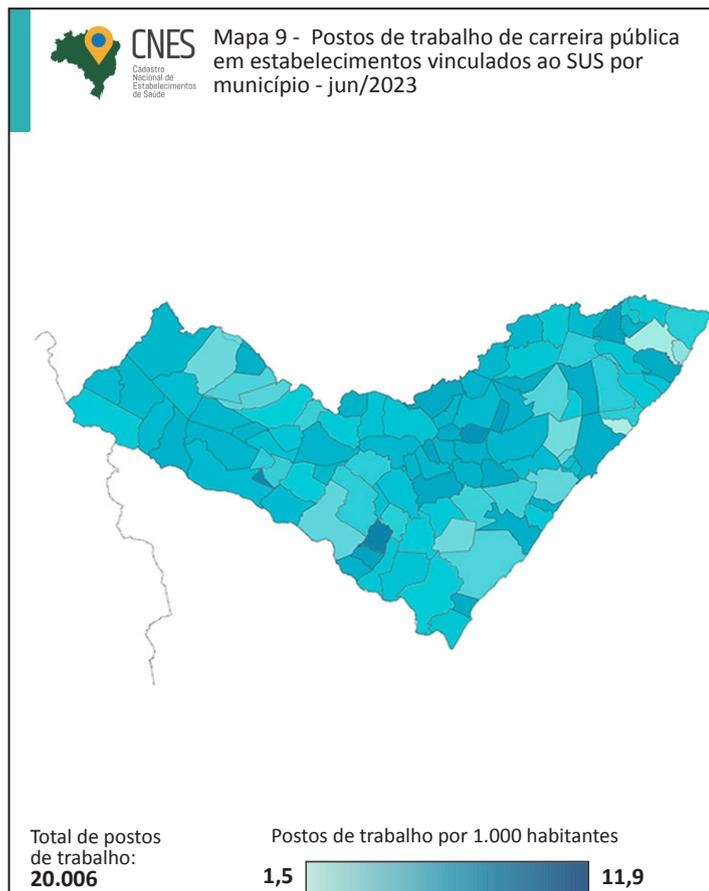 CNES
Cadastro
Nacional de
Estabelecimentos
de Saúde
Mapa 9 - Postos de trabalho de carreira pública
em estabelecimentos vinculados ao SUS por
município - jun/2023
Total de postos
de trabalho:
20.006
Postos de trabalho por 1.000 habitantes
1,5
11,9